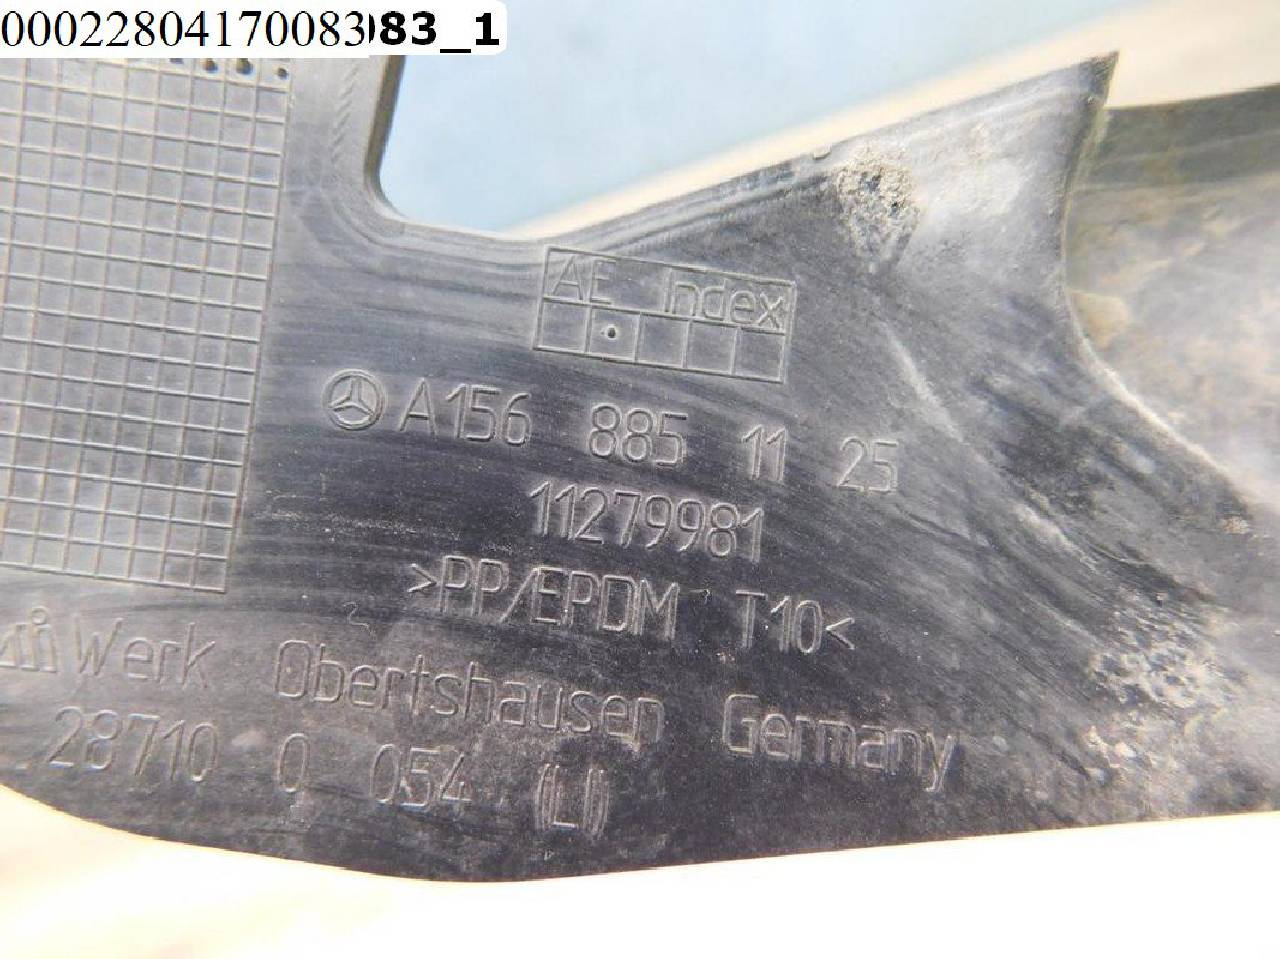 00022804170083083_1
AE Index
A156 885 11 25
11279981
>PP/EPDM T10<
Werk Obertshausen Germany
28710 0 054 (LI)